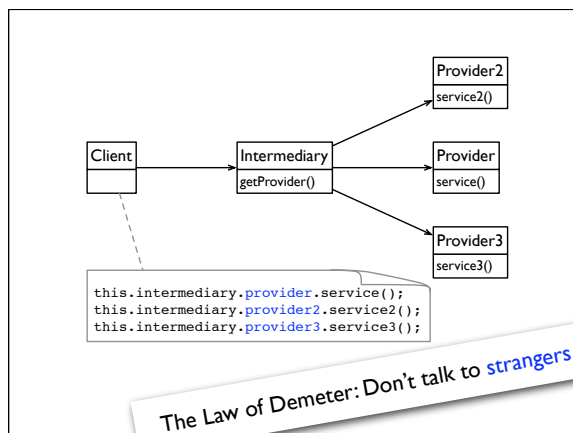 Provider2
service2()
Client
Intermediary
getProvider()
Provider
service()
Provider3
service3()
this.intermediary.provider.service();
this.intermediary.provider2.service2();
this.intermediary.provider3.service3();
The Law of Demeter: Don't talk to strangers